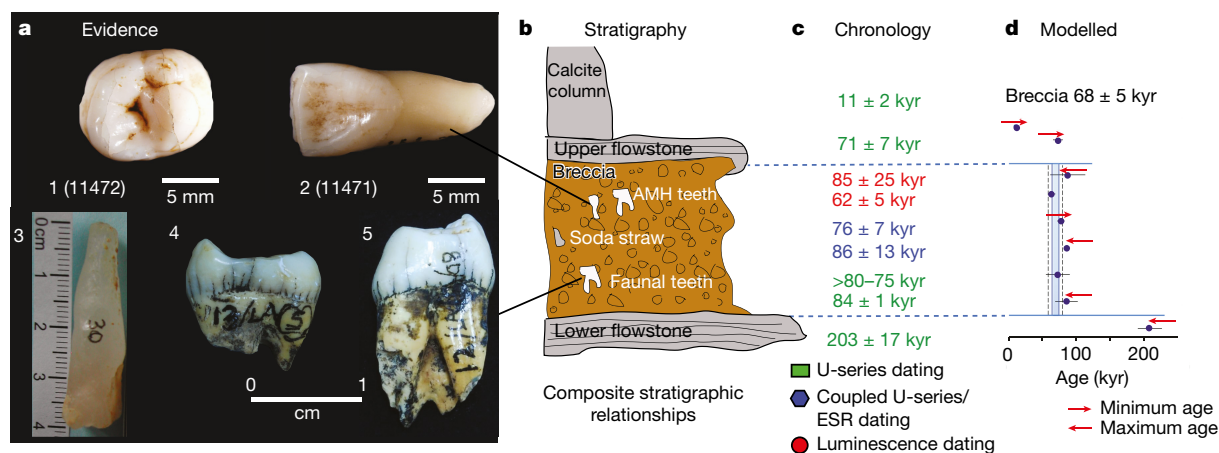 a Evidence
1 (11472)
5 mm
2 (11471)
5 mm
3
0cm
1
2
3
4
30
4
5
0 1
cm
b Stratigraphy
Calcite
column
Upper flowstone
Breccia
AMH teeth
Soda straw
Faunal teeth
Lower flowstone
Composite stratigraphic
relationships
c Chronology
11 ± 2 kyr
71 ± 7 kyr
85 ± 25 kyr
62 ± 5 kyr
76 ± 7 kyr
86 ± 13 kyr
>80–75 kyr
84 ± 1 kyr
203 ± 17 kyr
U-series dating
Coupled U-series/
ESR dating
Luminescence dating
d Modelled
Breccia 68 ± 5 kyr
0 100 200
Age (kyr)
Minimum age
Maximum age